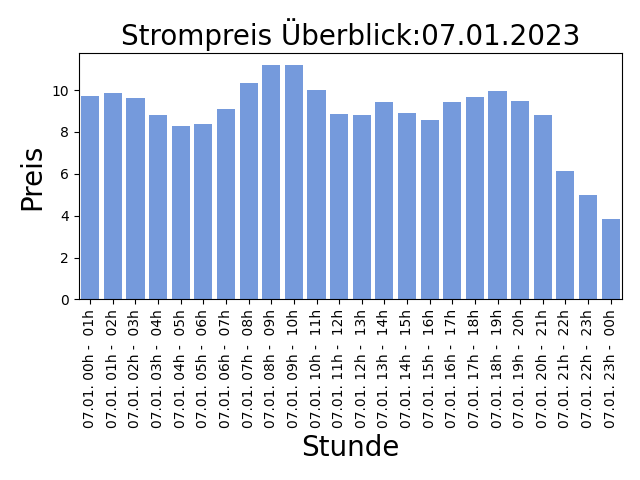 Strompreis Überblick:07.01.2023
Preis
10
8
6
4
2
0
07.01. 00h - 01h
07.01. 01h - 02h
07.01. 02h - 03h
07.01. 03h - 04h
07.01. 04h - 05h
07.01. 05h - 06h
07.01. 06h - 07h
07.01. 07h - 08h
07.01. 08h - 09h
07.01. 09h - 10h
07.01. 10h - 11h
07.01. 11h - 12h
07.01. 12h - 13h
07.01. 13h - 14h
07.01. 14h - 15h
07.01. 15h - 16h
07.01. 16h - 17h
07.01. 17h - 18h
07.01. 18h - 19h
07.01. 19h - 20h
07.01. 20h - 21h
07.01. 21h - 22h
07.01. 22h - 23h
07.01. 23h - 00h
Stunde